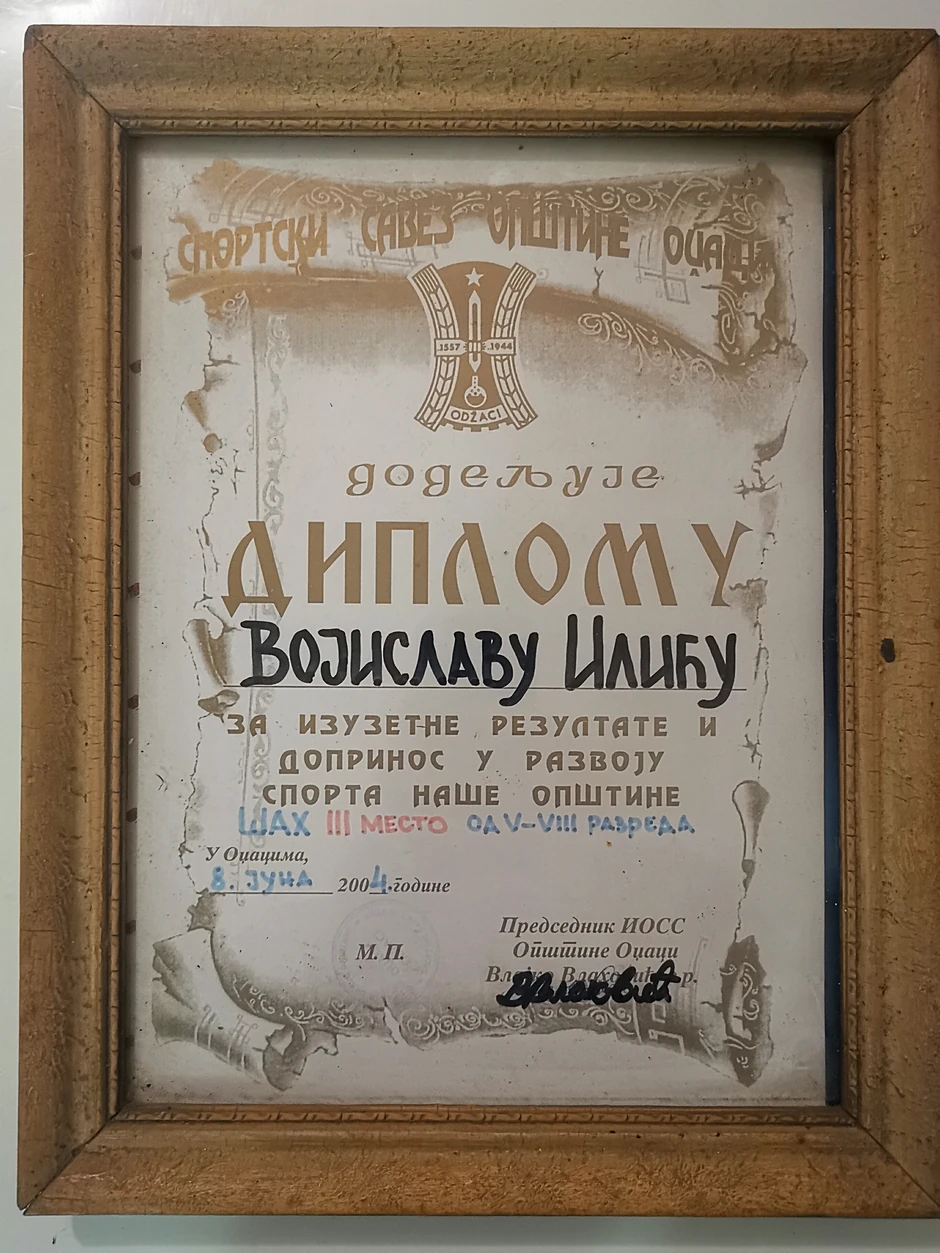 СПОРТСКИ САВЕЗ ОПШТИНЕ ОЏАЦИ
1557 1944
ODŽACI
додељује
ДИПЛОМУ
ВОЈИСЛАВУ ИЛИЋУ
ЗА ИЗУЗЕТНЕ РЕЗУЛТАТЕ И
ДОПРИНОС У РАЗВОЈУ
СПОРТА НАШЕ ОПШТИНЕ
ШАХ III МЕСТО ОД V-VIII РАЗРЕДА
У Оџацима,
8. ЈУНА 2004. године
Председник ИОСС
М. П. Општине Оџаци
Влајко